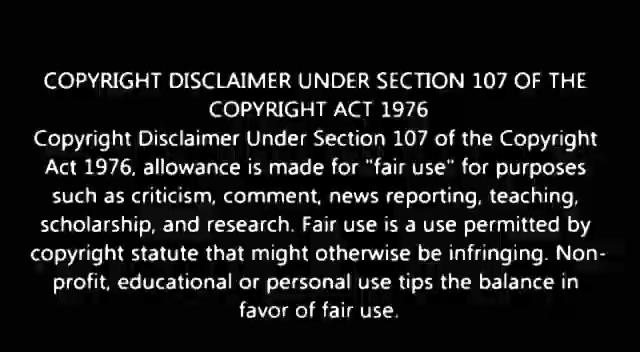 COPYRIGHT DISCLAIMER UNDER SECTION 107 OF THE
COPYRIGHT ACT 1976
Copyright Disclaimer Under Section 107 of the Copyright
Act 1976, allowance is made for "fair use" for purposes
such as criticism, comment, news reporting, teaching,
scholarship, and research. Fair use is a use permitted by
copyright statute that might otherwise be infringing. Non-
profit, educational or personal use tips the balance in
favor of fair use.